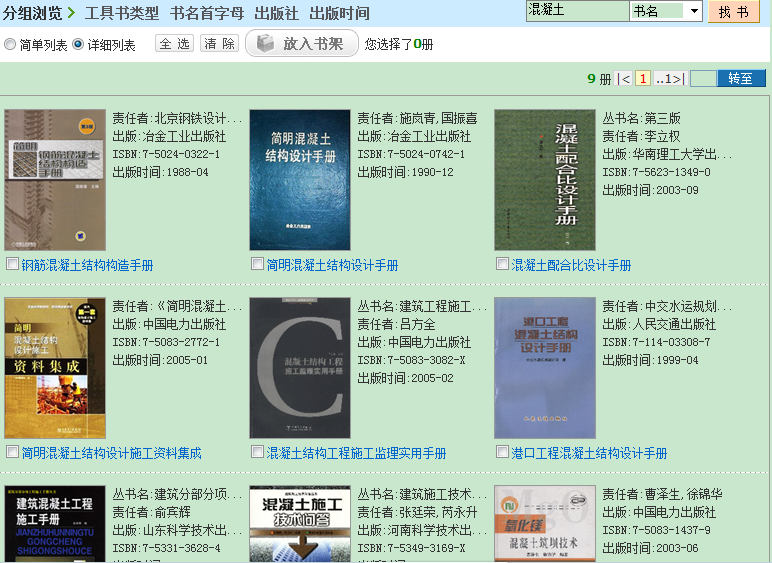 分组浏览 工具书类型 书名首字母 出版社 出版时间 混凝土 书名 找 书
简单列表 详细列表 全 选 清 除 放入书架 您选择了0册
9 册 |< 1 ..1>| 转至
责任者:北京钢铁设计...
出版:冶金工业出版社
ISBN:7-5024-0322-1
出版时间:1988-04
钢筋混凝土结构构造手册
简明混凝土
结构设计手册
责任者:施岚青,国振喜
出版:冶金工业出版社
ISBN:7-5024-0742-1
出版时间:1990-12
简明混凝土结构设计手册
混凝土配合比设计手册
丛书名:第三版
责任者:李立权
出版:华南理工大学出...
ISBN:7-5623-1349-0
出版时间:2003-09
混凝土配合比设计手册
简明
混凝土结构
设计施工
资料集成
责任者:《简明混凝土...
出版:中国电力出版社
ISBN:7-5083-2772-1
出版时间:2005-01
简明混凝土结构设计施工资料集成
C
混凝土结构工程
施工监理实用手册
丛书名:建筑工程施工...
责任者:吕方全
出版:中国电力出版社
ISBN:7-5083-3082-X
出版时间:2005-02
混凝土结构工程施工监理实用手册
港口工程
混凝土结构
设计手册
责任者:中交水运规划...
出版:人民交通出版社
ISBN:7-114-03308-7
出版时间:1999-04
港口工程混凝土结构设计手册
建筑混凝土工程
施工手册
JIANZHUHUNNINGTU
GONGCHENG
SHIGONGSHOUCE
丛书名:建筑分部分项...
责任者:俞宾辉
出版:山东科学技术出...
ISBN:7-5331-3628-4
混凝土施工
技术问答
丛书名:建筑施工技术...
责任者:张廷荣,芮永升
出版:河南科学技术出...
ISBN:7-5349-3169-X
氧化镁
混凝土筑坝技术
责任者:曹泽生,徐锦华
出版:中国电力出版社
ISBN:7-5083-1437-9
出版时间:2003-06